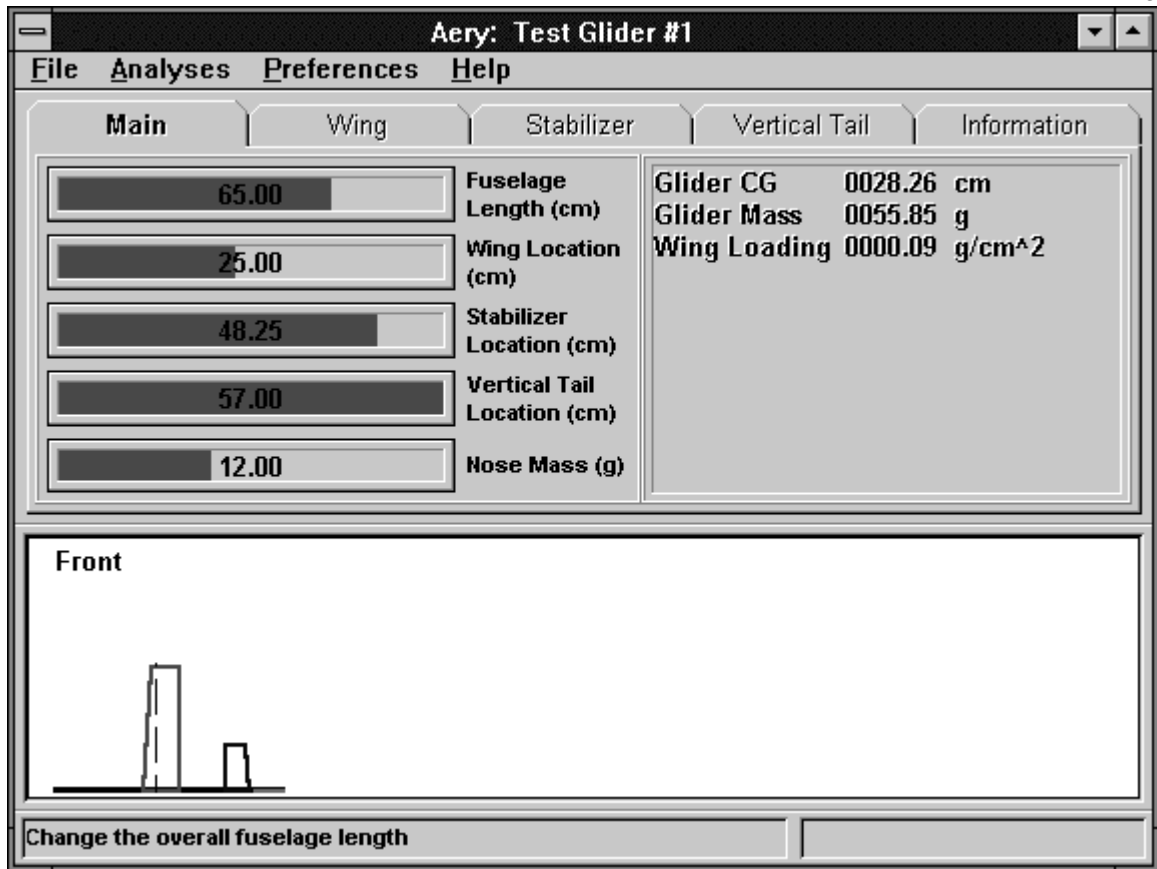 Aery: Test Glider #1
File Analyses Preferences Help
Main Wing Stabilizer Vertical Tail Information
65.00
Fuselage
Length (cm)
25.00
Wing Location
(cm)
48.25
Stabilizer
Location (cm)
57.00
Vertical Tail
Location (cm)
12.00
Nose Mass (g)
Glider CG 0028.26 cm
Glider Mass 0055.85 g
Wing Loading 0000.09 g/cm^2
Front
Change the overall fuselage length